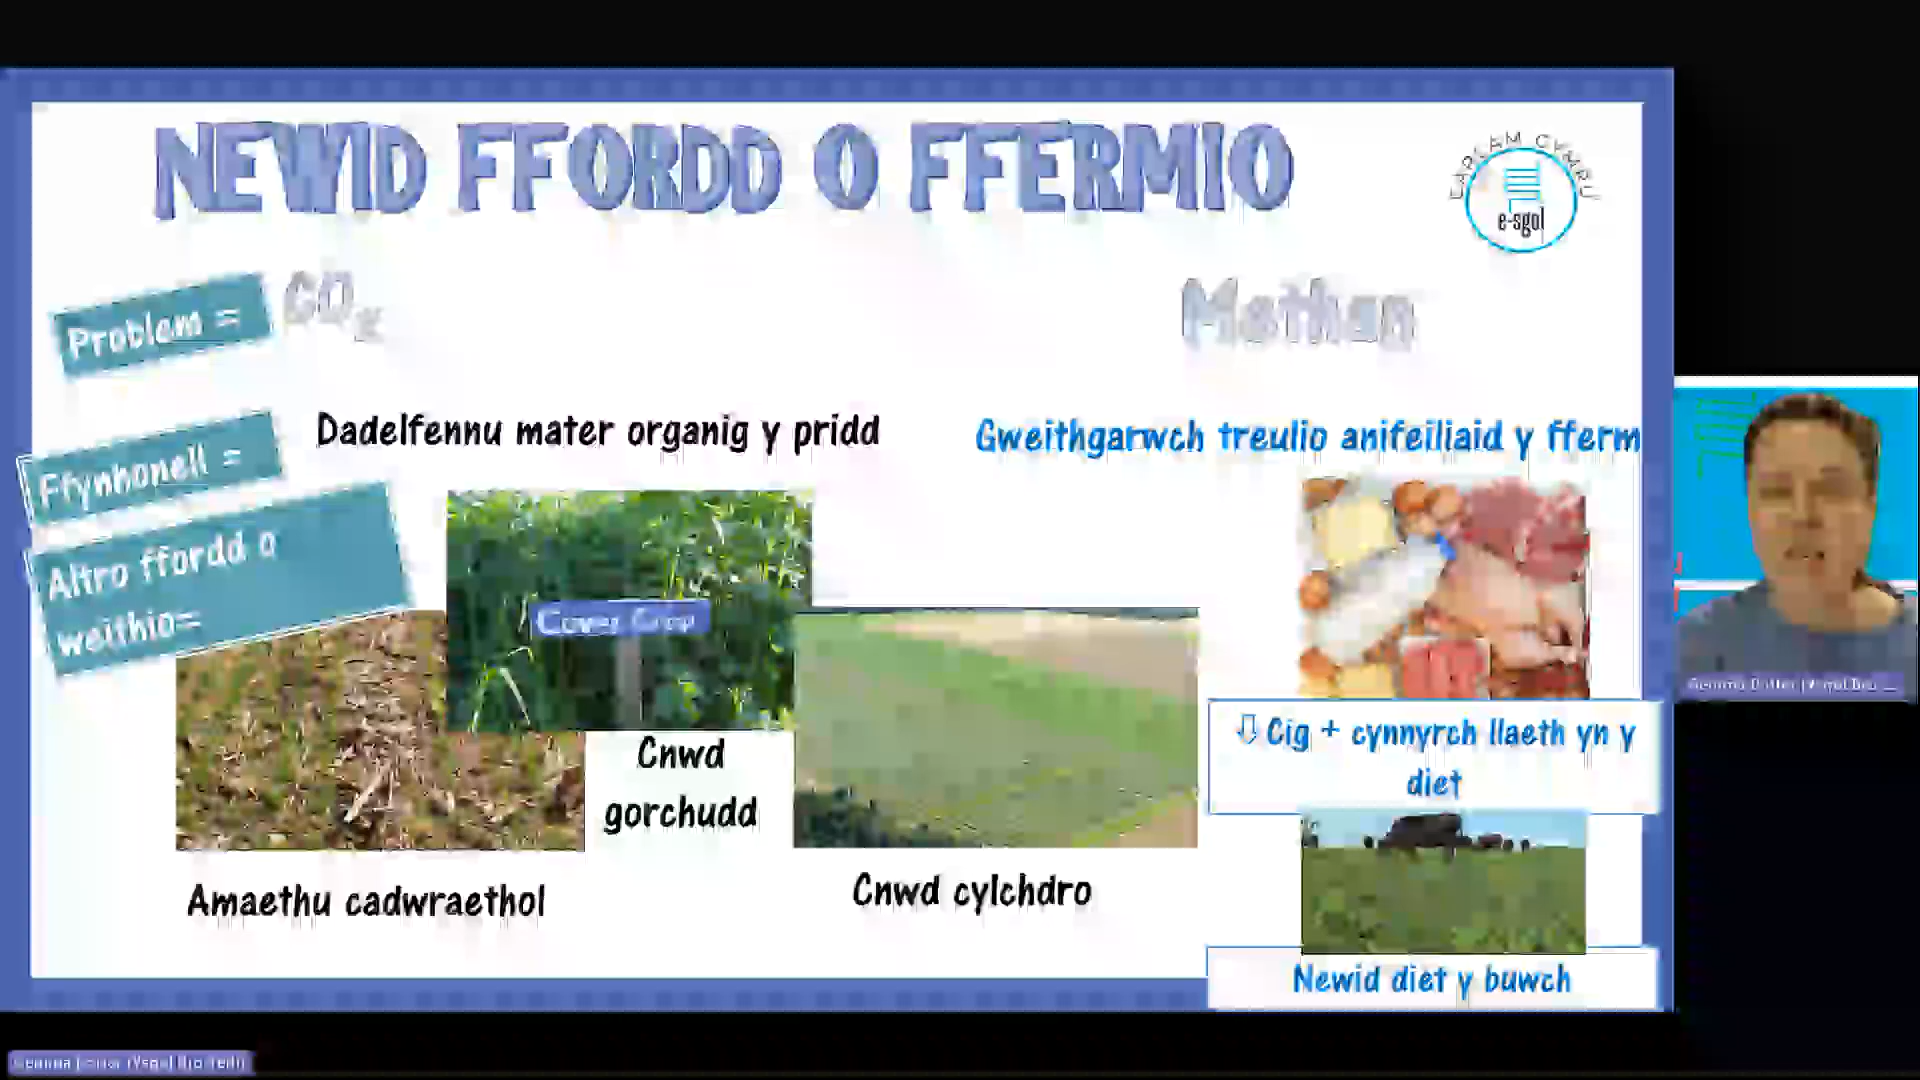 NEWID FFORDD O FFERMIO
CARLAM CYMRU
e-sgol
Problem =
CO₂
Methan
Ffynhonell =
Dadelfennu mater organig y pridd
Gweithgarwch treulio anifeiliaid y fferm
Altro ffordd o
weithio=
Cover Crop
Cnwd
gorchudd
⇩ Cig + cynnyrch llaeth yn y
diet
Amaethu cadwraethol
Cnwd cylchdro
Newid diet y buwch